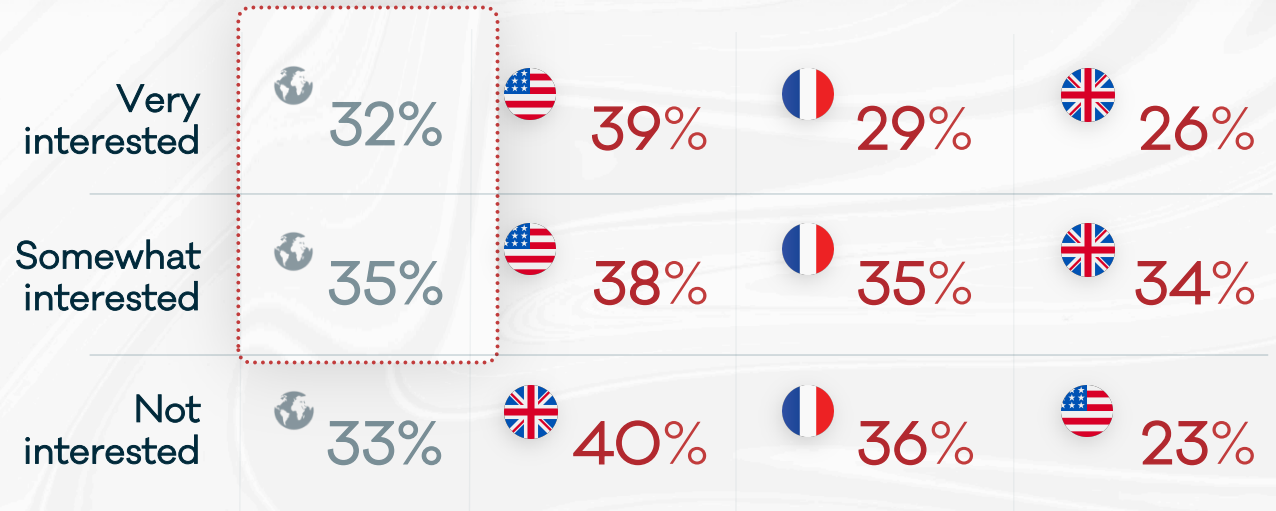 Very
interested
32%
39%
29%
26%
Somewhat
interested
35%
38%
35%
34%
Not
interested
33%
40%
36%
23%